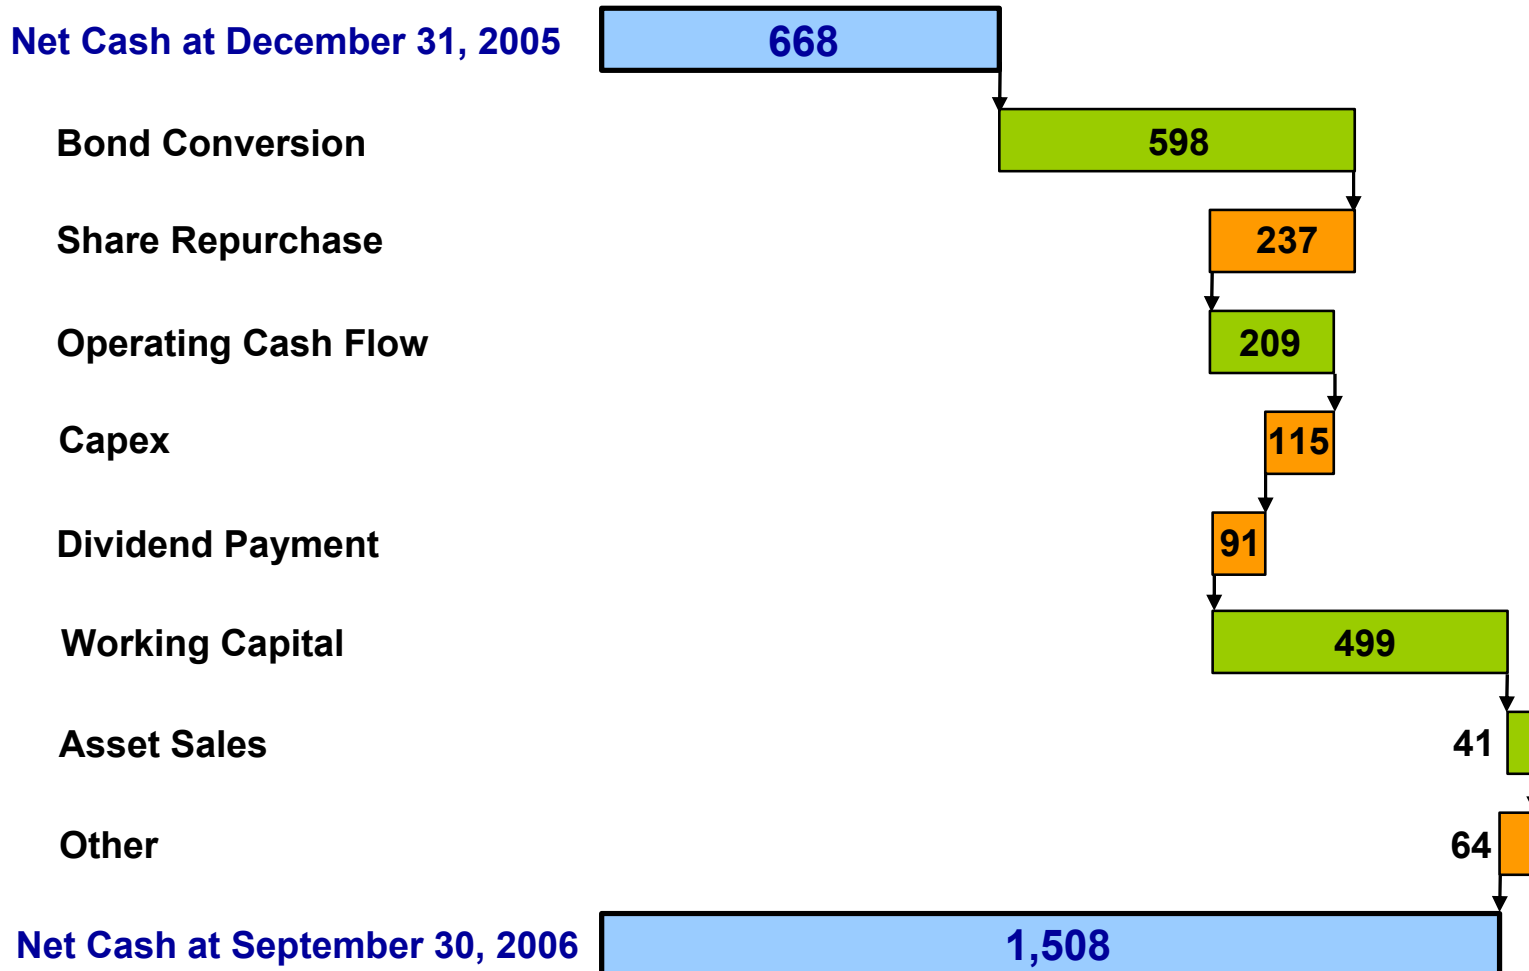 Net Cash at December 31, 2005 668
Bond Conversion 598
Share Repurchase 237
Operating Cash Flow 209
Capex 115
Dividend Payment 91
Working Capital 499
Asset Sales 41
Other 64
Net Cash at September 30, 2006 1,508